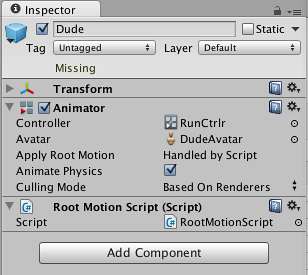 Inspector
Dude Static
Tag Untagged Layer Default
Missing
Transform
Animator
Controller RunCtrlr
Avatar DudeAvatar
Apply Root Motion Handled by Script
Animate Physics
Culling Mode Based On Renderers
Root Motion Script (Script)
Script RootMotionScript
Add Component